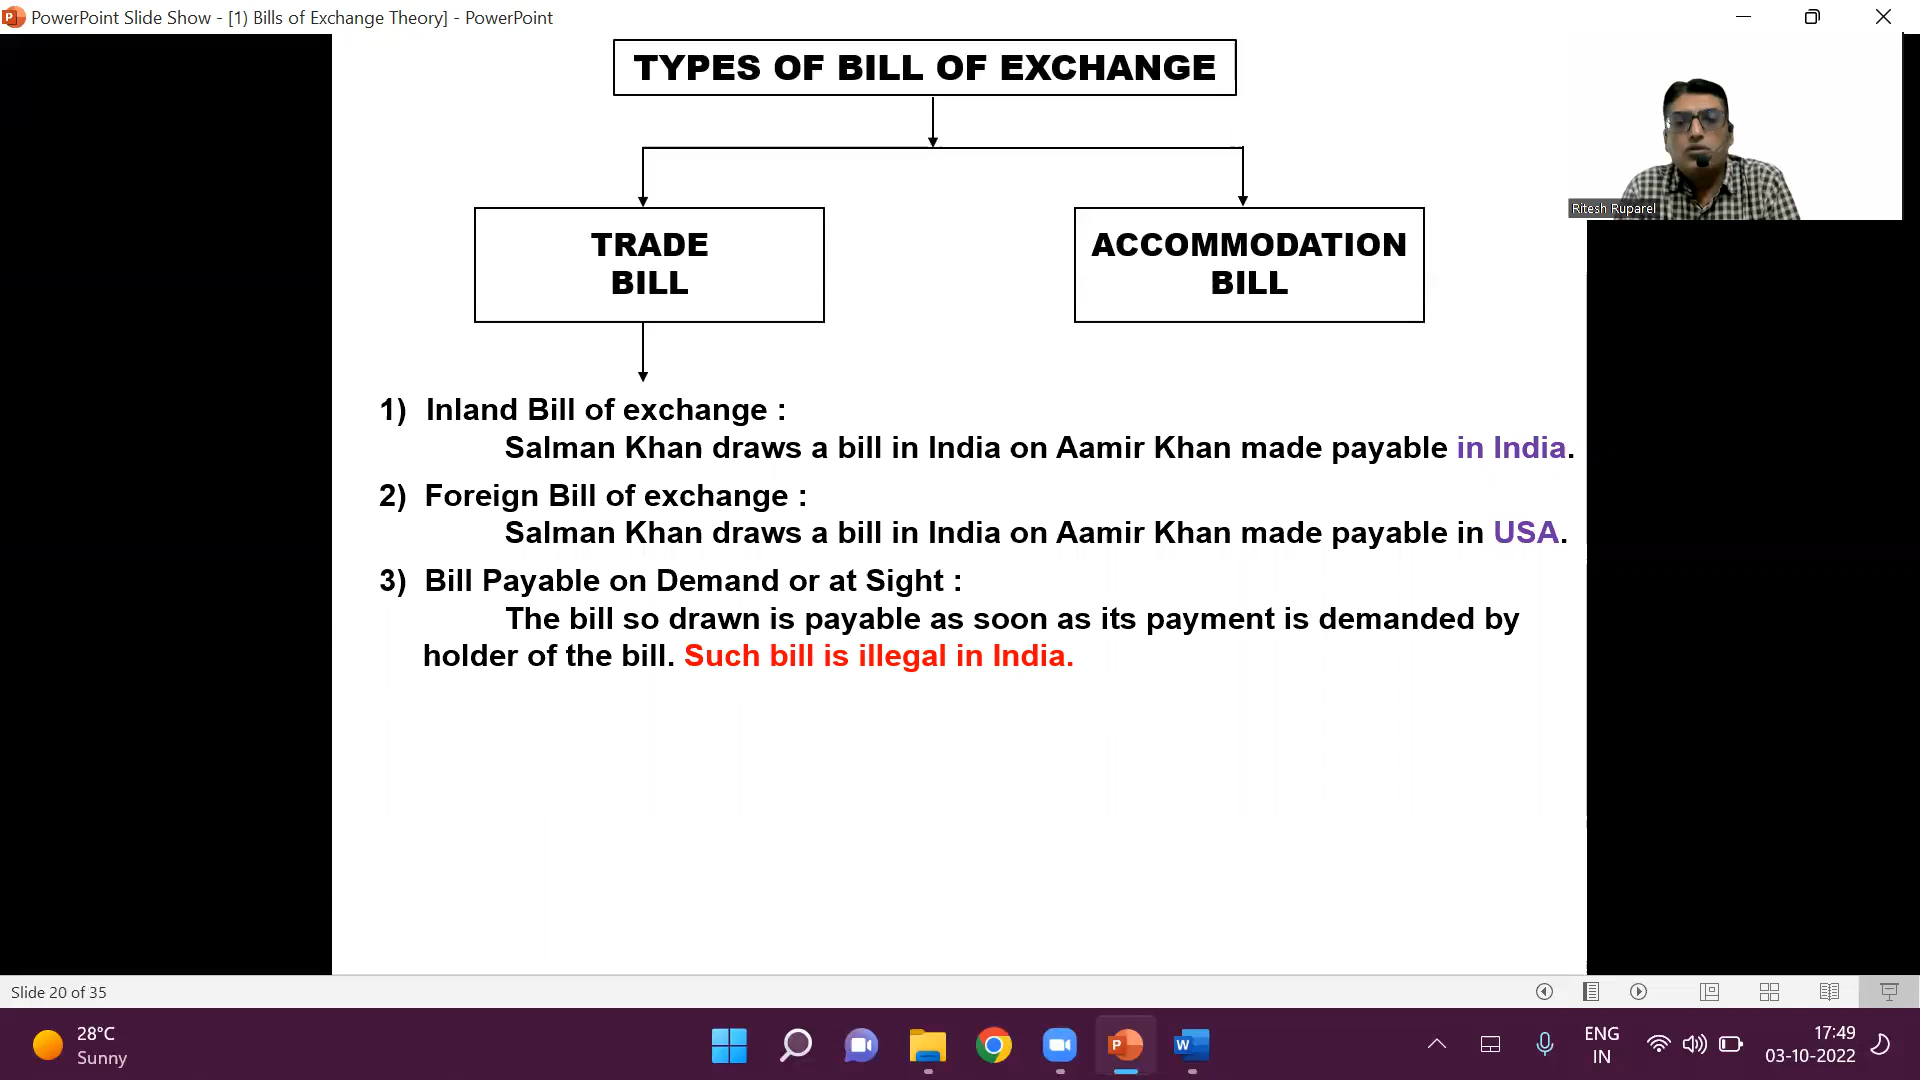 PowerPoint Slide Show - [1) Bills of Exchange Theory] - PowerPoint
TYPES OF BILL OF EXCHANGE
Ritesh Ruparel
TRADE
BILL
ACCOMMODATION
BILL
1) Inland Bill of exchange :
Salman Khan draws a bill in India on Aamir Khan made payable in India.
2) Foreign Bill of exchange :
Salman Khan draws a bill in India on Aamir Khan made payable in USA.
3) Bill Payable on Demand or at Sight :
The bill so drawn is payable as soon as its payment is demanded by
holder of the bill. Such bill is illegal in India.
Slide 20 of 35
28°C
Sunny
ENG
IN
17:49
03-10-2022